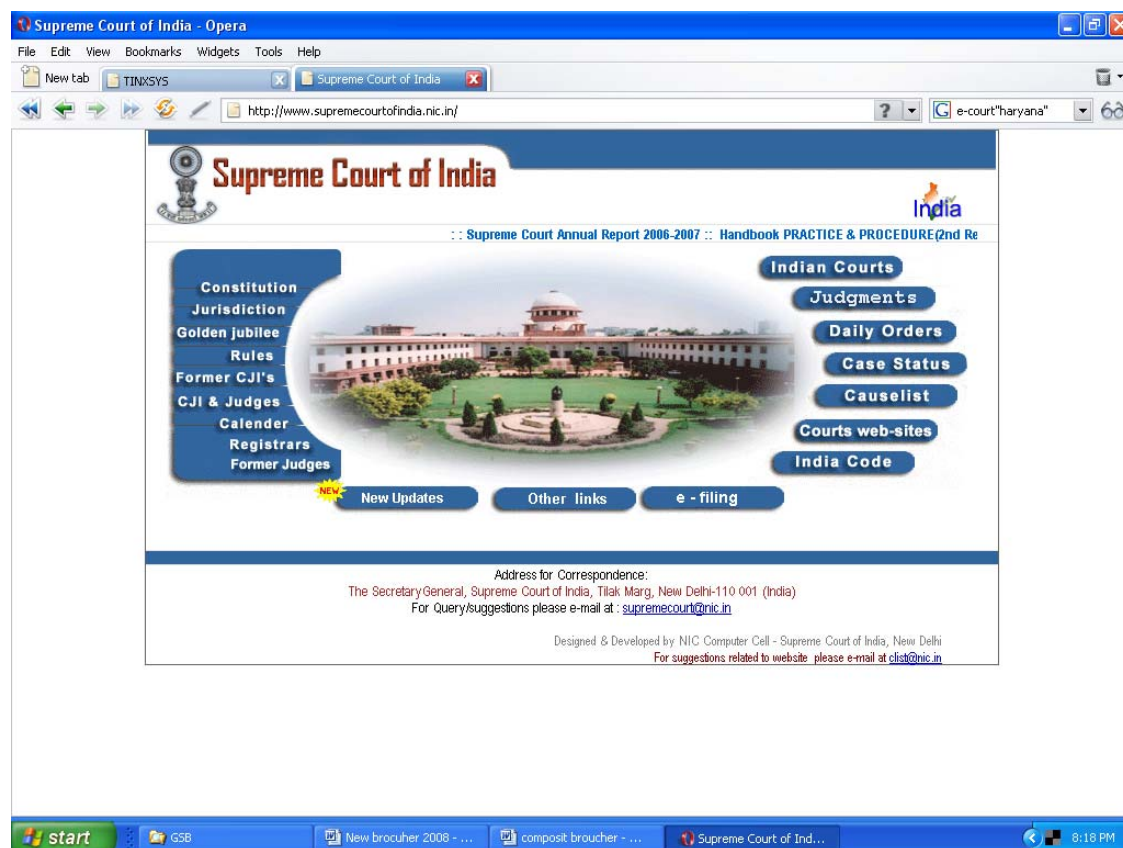 Supreme Court of India - Opera
File Edit View Bookmarks Widgets Tools Help
New tab TINXSYS Supreme Court of India
http://www.supremecourtofindia.nic.in/ ? G e-court"haryana"
Supreme Court of India
India
: : Supreme Court Annual Report 2006-2007 :: Handbook PRACTICE & PROCEDURE(2nd Re
Constitution
Jurisdiction
Golden jubilee
Rules
Former CJI's
CJI & Judges
Calender
Registrars
Former Judges
Indian Courts
Judgments
Daily Orders
Case Status
Causelist
Courts web-sites
India Code
NEW New Updates Other links e - filing
Address for Correspondence:
The Secretary General, Supreme Court of India, Tilak Marg, New Delhi-110 001 (India)
For Query/suggestions please e-mail at : supremecourt@nic.in
Designed & Developed by NIC Computer Cell - Supreme Court of India, New Delhi
For suggestions related to website please e-mail at clist@nic.in
start GSB New brocuher 2008 - ... composit broucher - ... Supreme Court of Ind... 8:18 PM